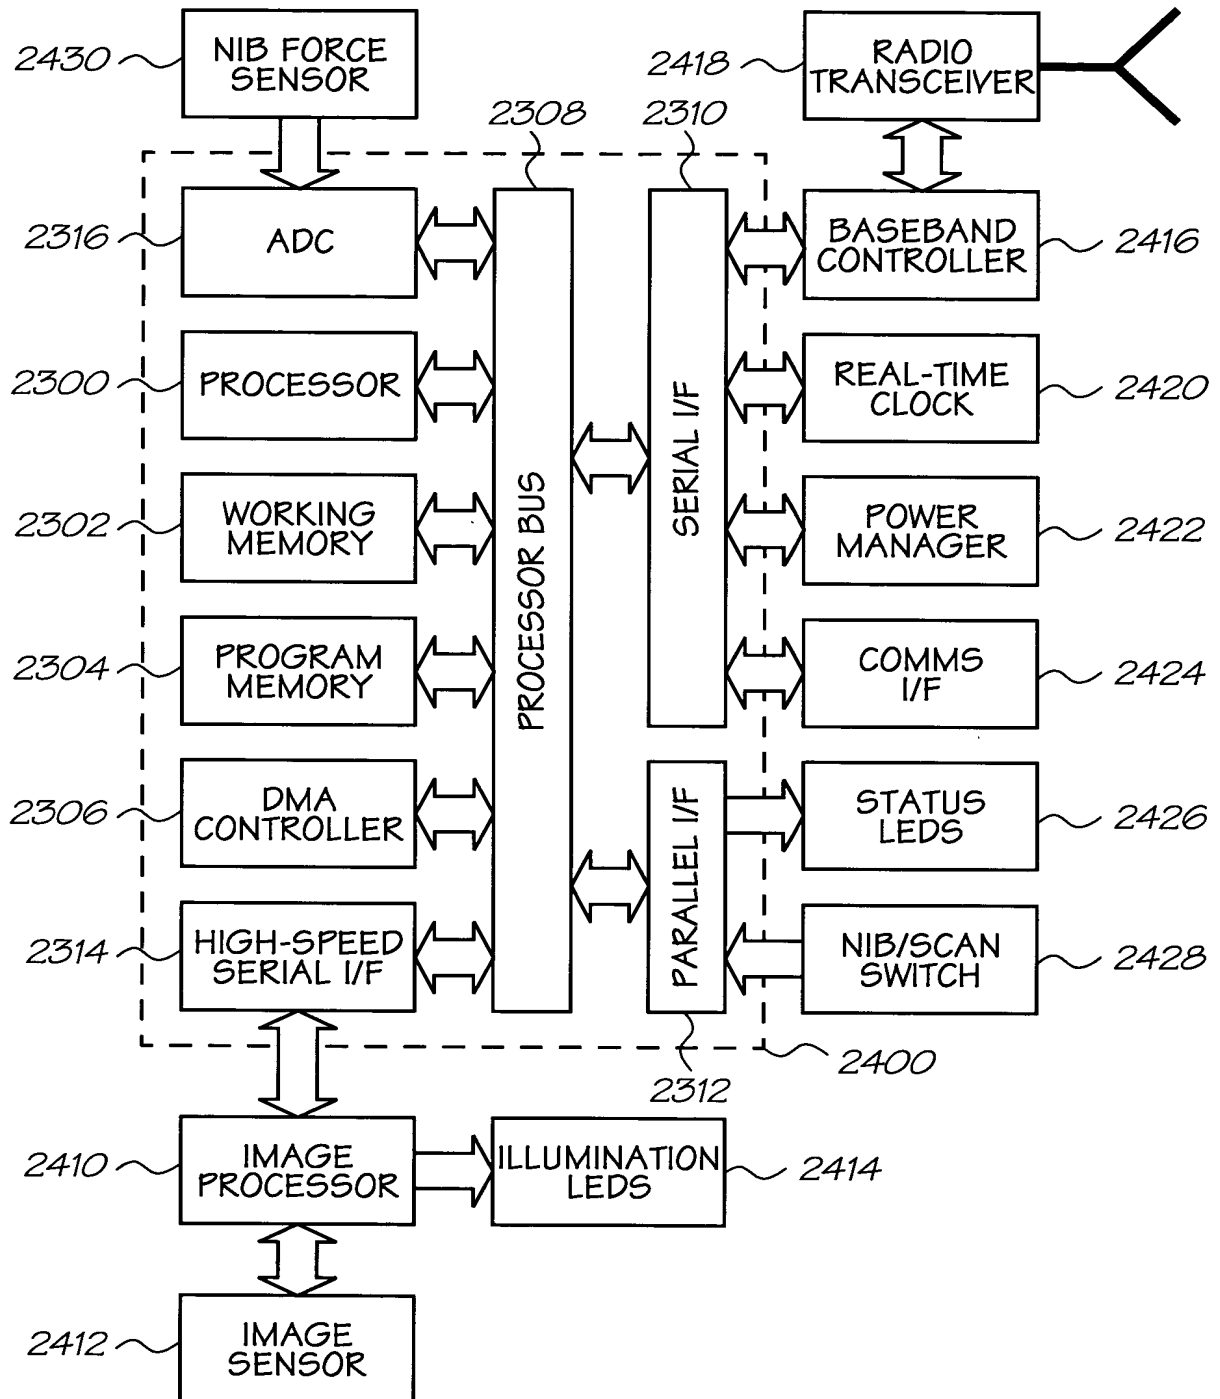 2430
NIB FORCE
SENSOR
2418
RADIO
TRANSCEIVER
2308
2310
2316
ADC
BASEBAND
CONTROLLER
2416
2300
PROCESSOR
REAL-TIME
CLOCK
2420
2302
WORKING
MEMORY
PROCESSOR BUS
SERIAL I/F
POWER
MANAGER
2422
2304
PROGRAM
MEMORY
COMMS
I/F
2424
2306
DMA
CONTROLLER
PARALLEL I/F
STATUS
LEDS
2426
2314
HIGH-SPEED
SERIAL I/F
NIB/SCAN
SWITCH
2428
2312
2400
2410
IMAGE
PROCESSOR
ILLUMINATION
LEDS
2414
2412
IMAGE
SENSOR